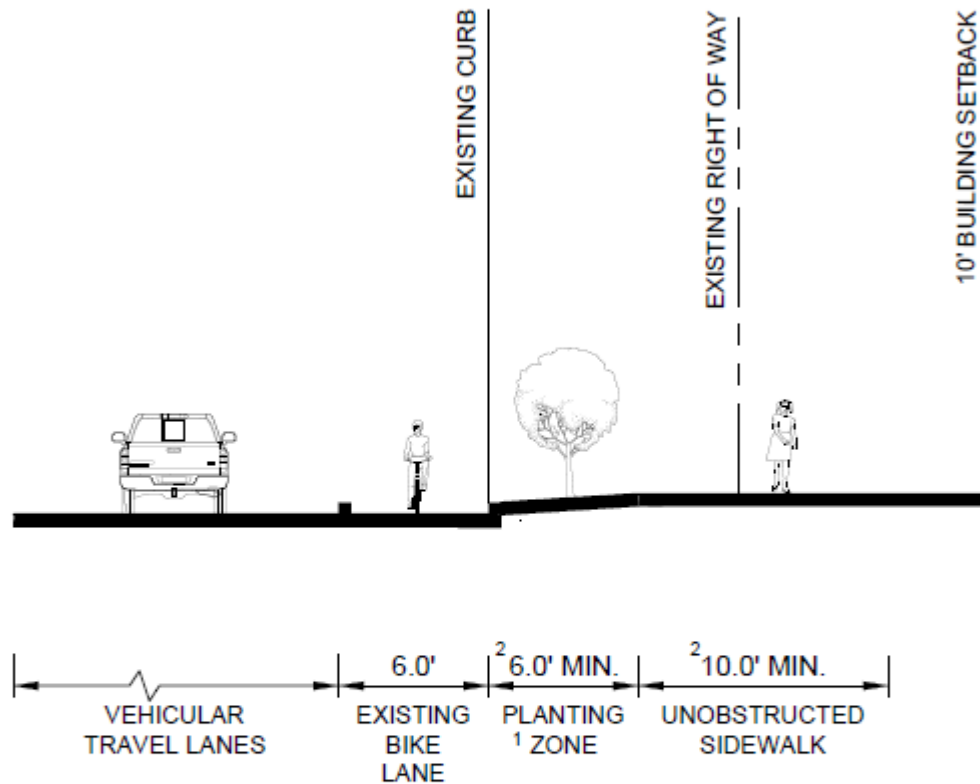 EXISTING CURB
EXISTING RIGHT OF WAY
10' BUILDING SETBACK
6.0'
²6.0' MIN.
²10.0' MIN.
VEHICULAR
TRAVEL LANES
EXISTING
BIKE
LANE
PLANTING
¹ ZONE
UNOBSTRUCTED
SIDEWALK